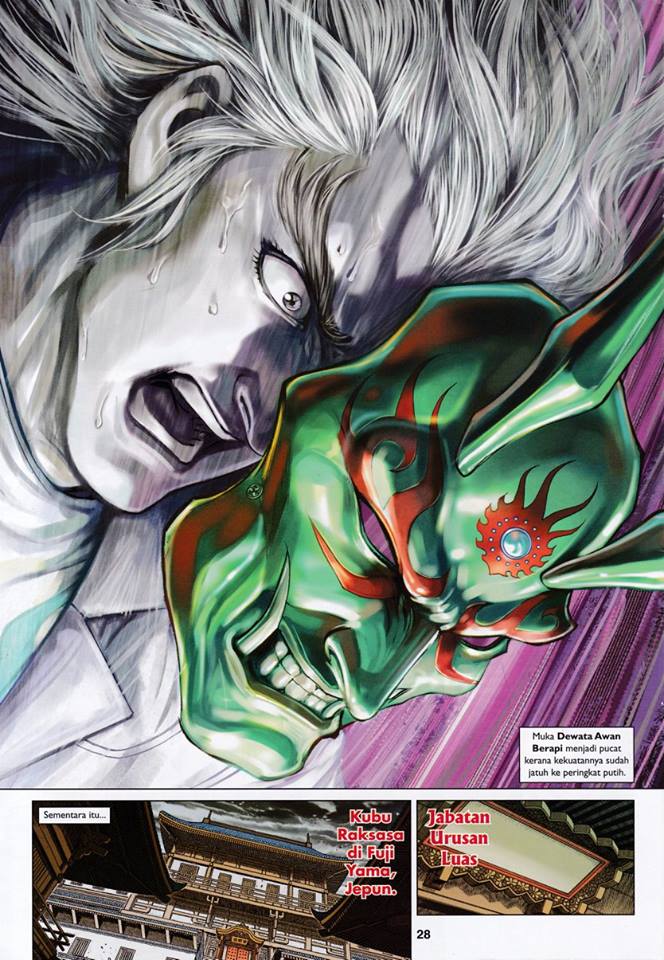 Muka Dewata Awan
Berapi menjadi pucat
kerana kekuatannya sudah
jatuh ke peringkat putih.
Sementara itu...
Kubu
Raksasa
di Fuji
Yama,
Jepun.
Jabatan
Urusan
Luas
28